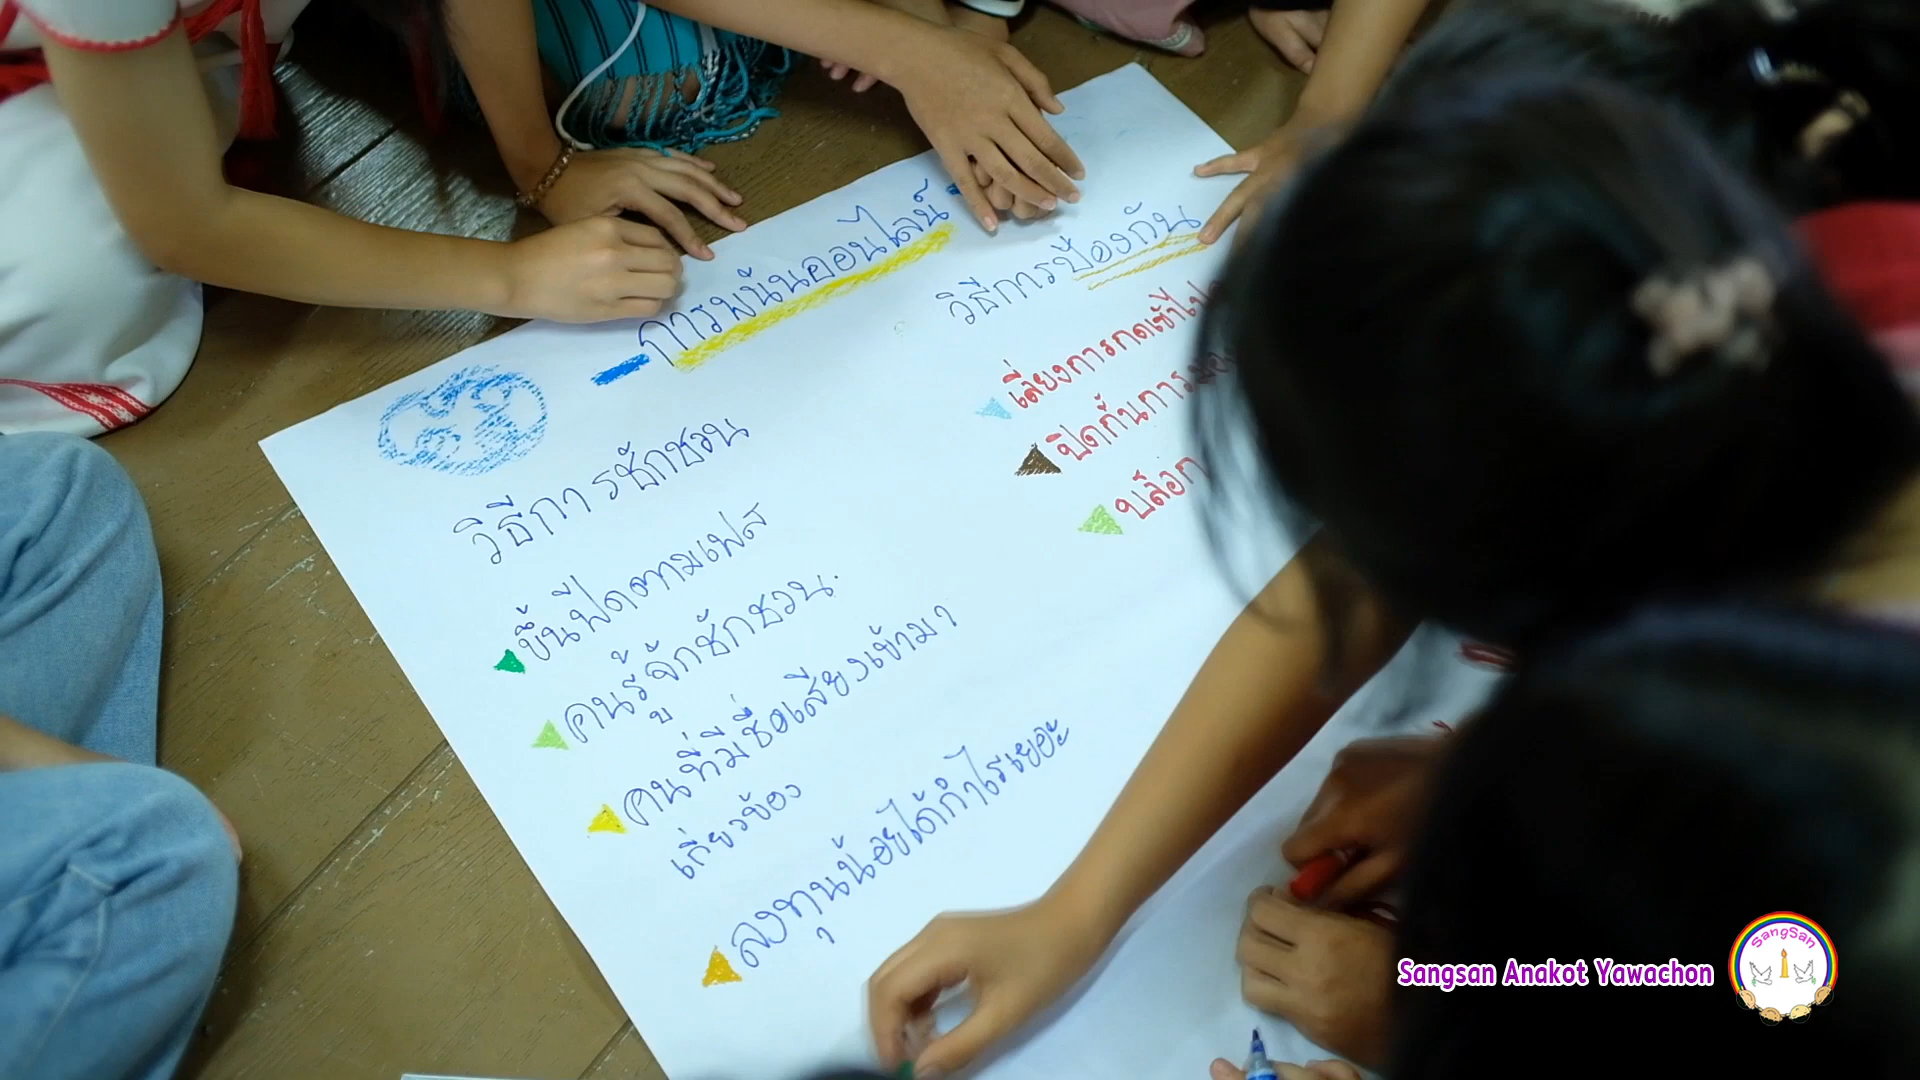 การพนันออนไลน์
วิธีการชักชวน
ขึ้นฟีดตามเฟส
คนรู้จักชักชวน.
คนที่มีชื่อเสียงเข้ามา
เกี่ยวข้อง
ลงทุนน้อยได้กำไรเยอะ
วิธีการป้องกัน
เลี่ยงการกดเข้าไป
ปิดกั้นการ
บล็อก
Sangsan Anakot Yawachon
SangSan